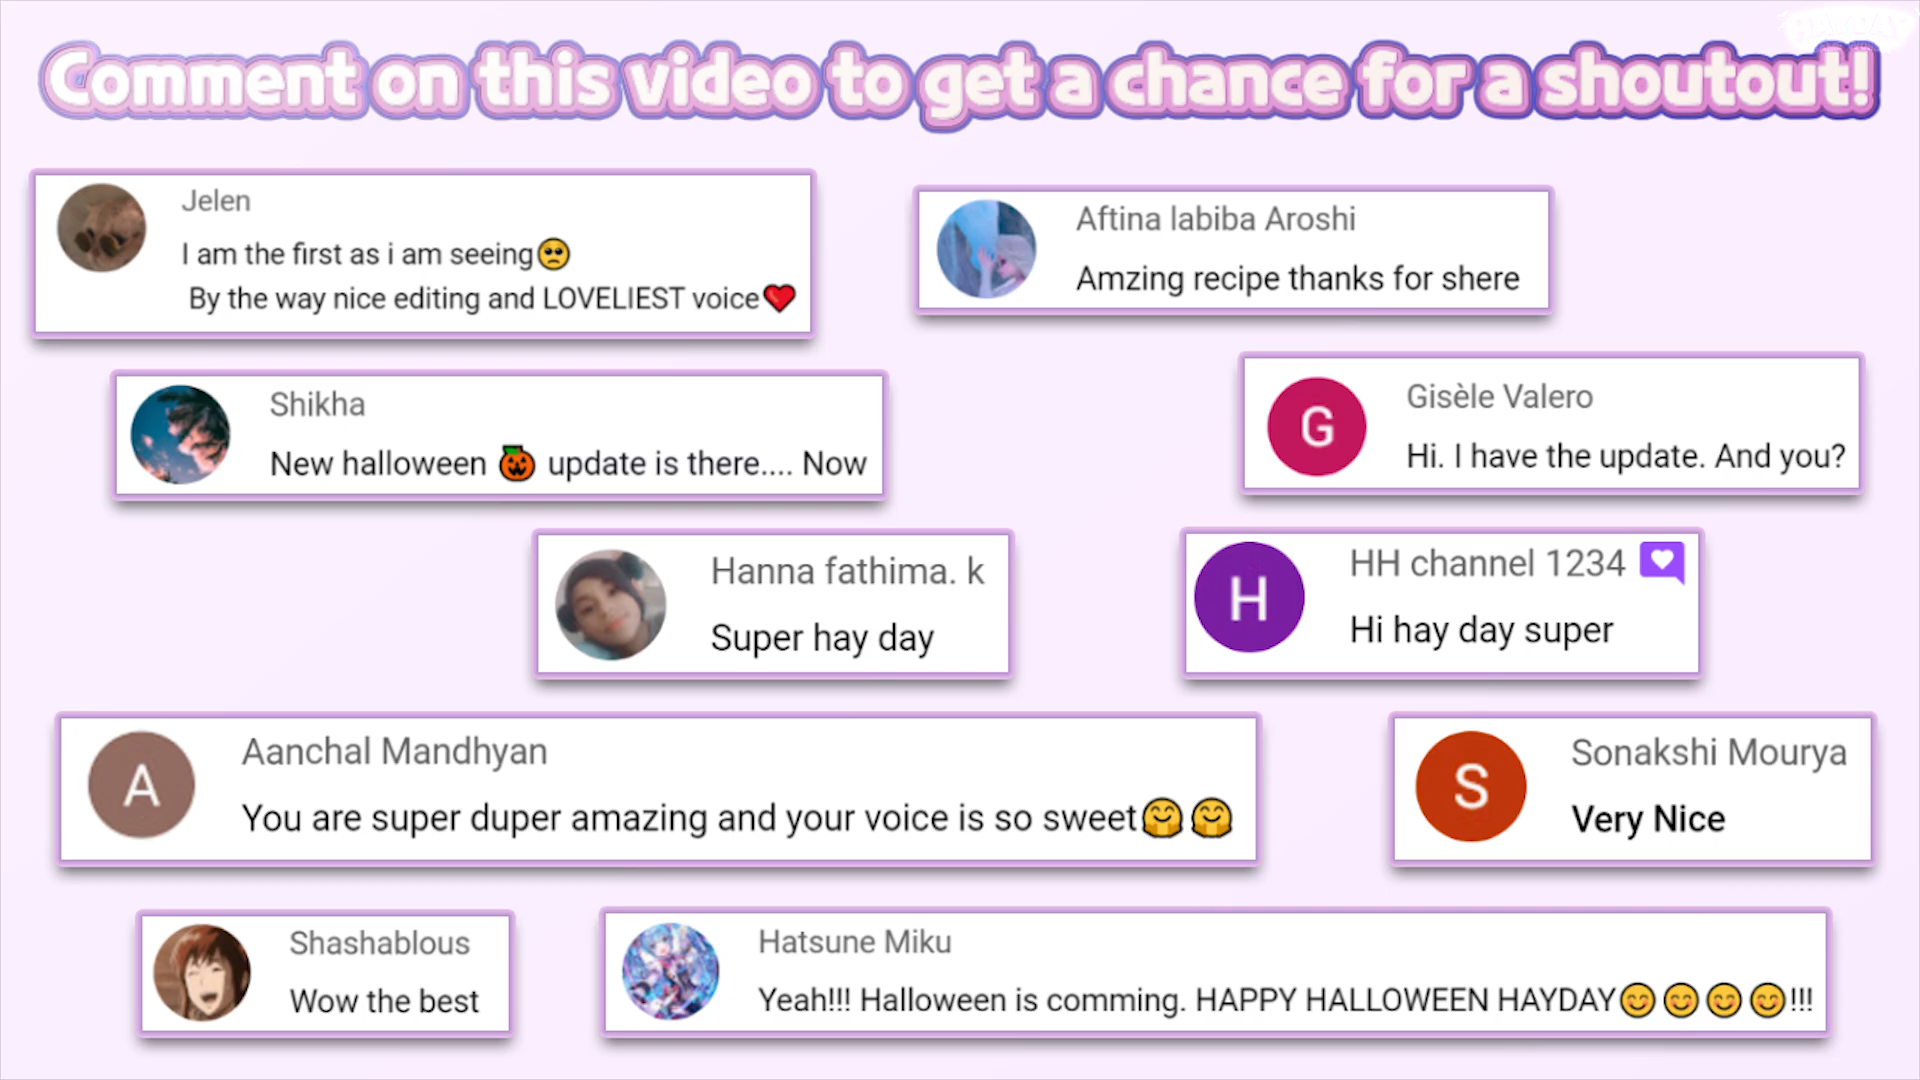 Comment on this video to get a chance for a shoutout!
Jelen
I am the first as i am seeing🥺
By the way nice editing and LOVELIEST voice❤️
Aftina labiba Aroshi
Amzing recipe thanks for shere
Shikha
New halloween 🎃 update is there.... Now
Gisèle Valero
Hi. I have the update. And you?
Hanna fathima. k
Super hay day
HH channel 1234
Hi hay day super
A
Aanchal Mandhyan
You are super duper amazing and your voice is so sweet🤗🤗
Sonakshi Mourya
Very Nice
Shashablous
Wow the best
Hatsune Miku
Yeah!!! Halloween is comming. HAPPY HALLOWEEN HAYDAY😊😊😊😊!!!
G
H
S